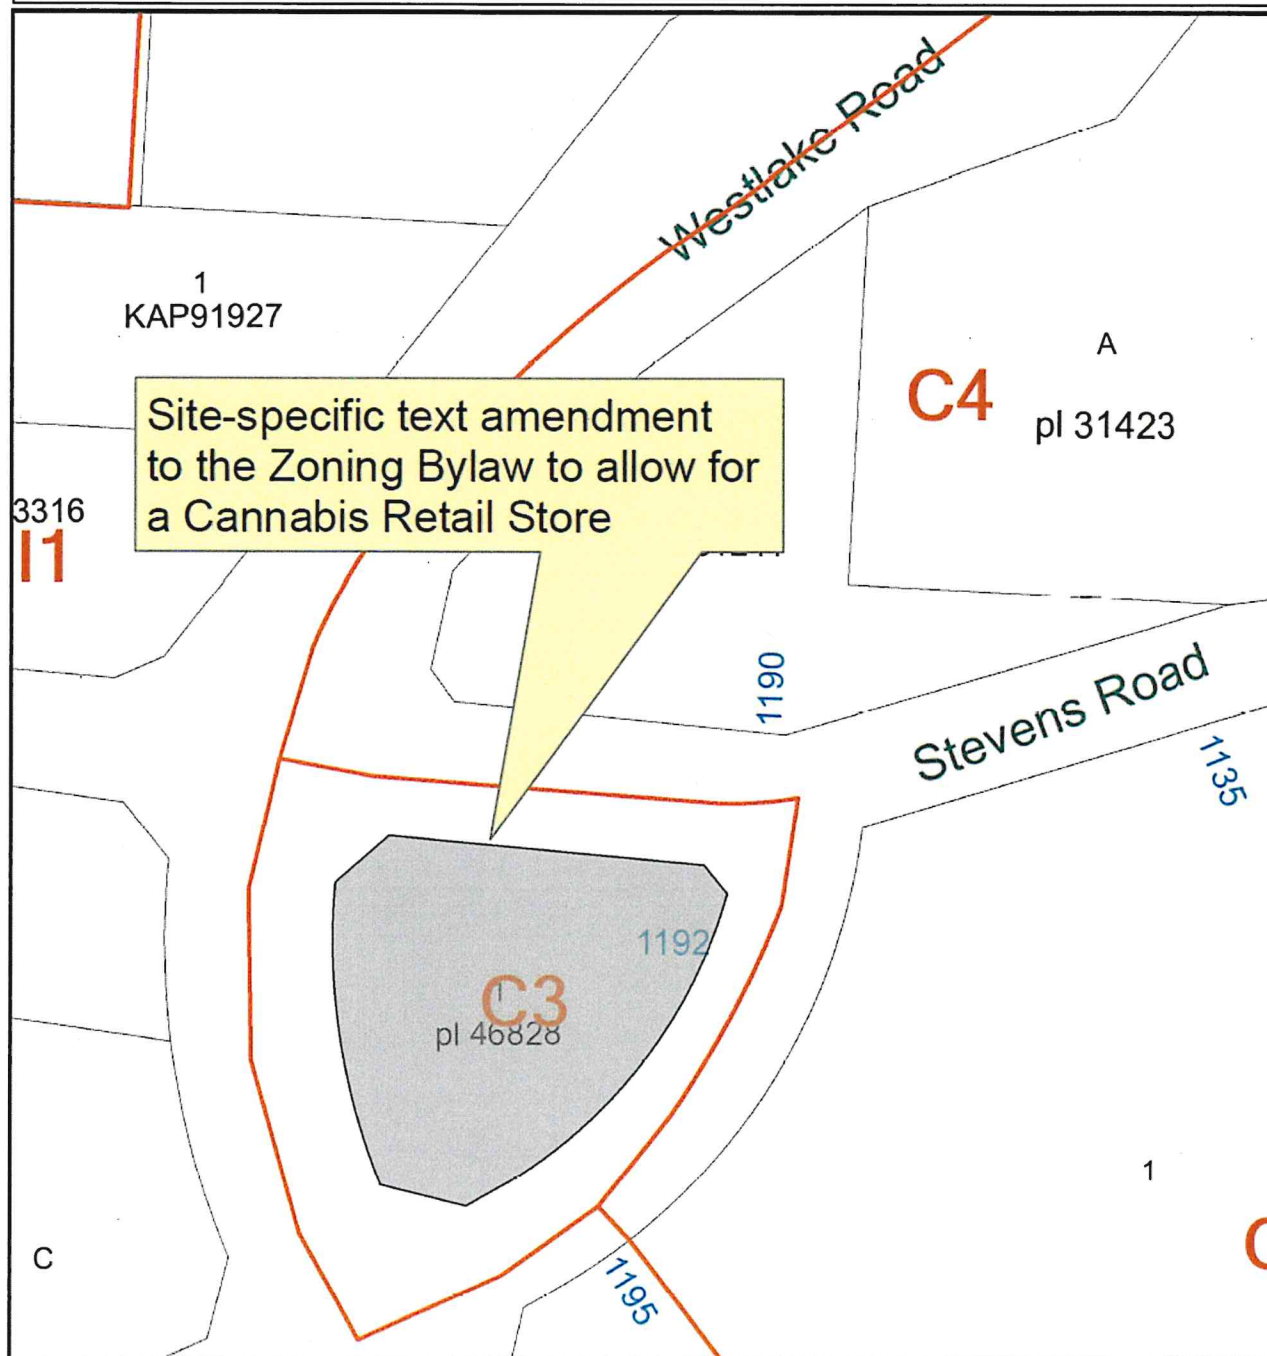 Westlake Road
1
KAP91927
A
C4
pl 31423
Site-specific text amendment
to the Zoning Bylaw to allow for
a Cannabis Retail Store
3316
I1
1190
Stevens Road
1135
1192
C3
pl 46828
1
C
1195